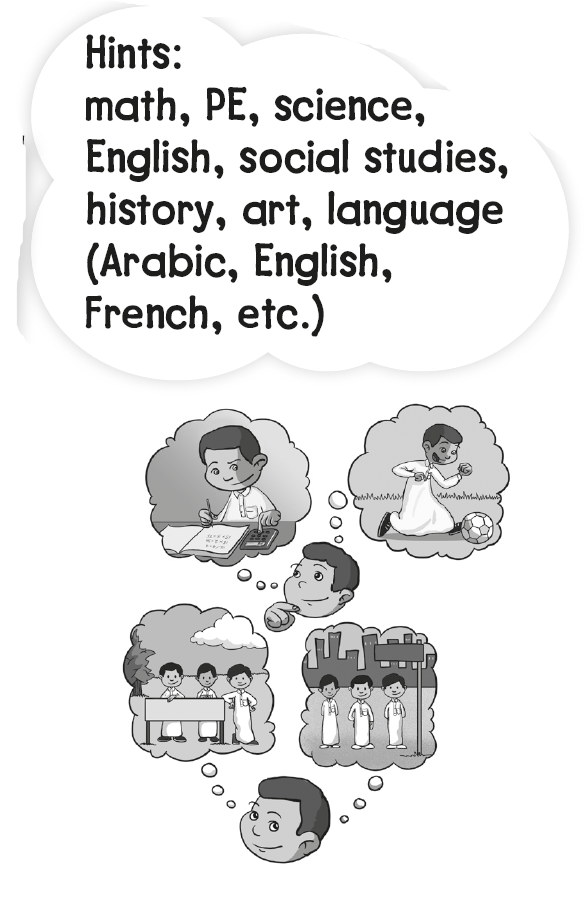 Hints:
math, PE, science,
English, social studies,
history, art, language
(Arabic, English,
French, etc.)